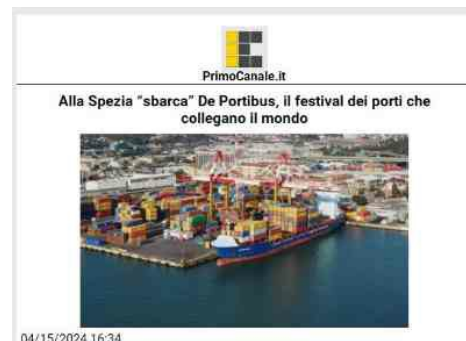 PrimoCanale.it
Alla Spezia "sbarca" De Portibus, il festival dei porti che
collegano il mondo
04/15/2024 16:34